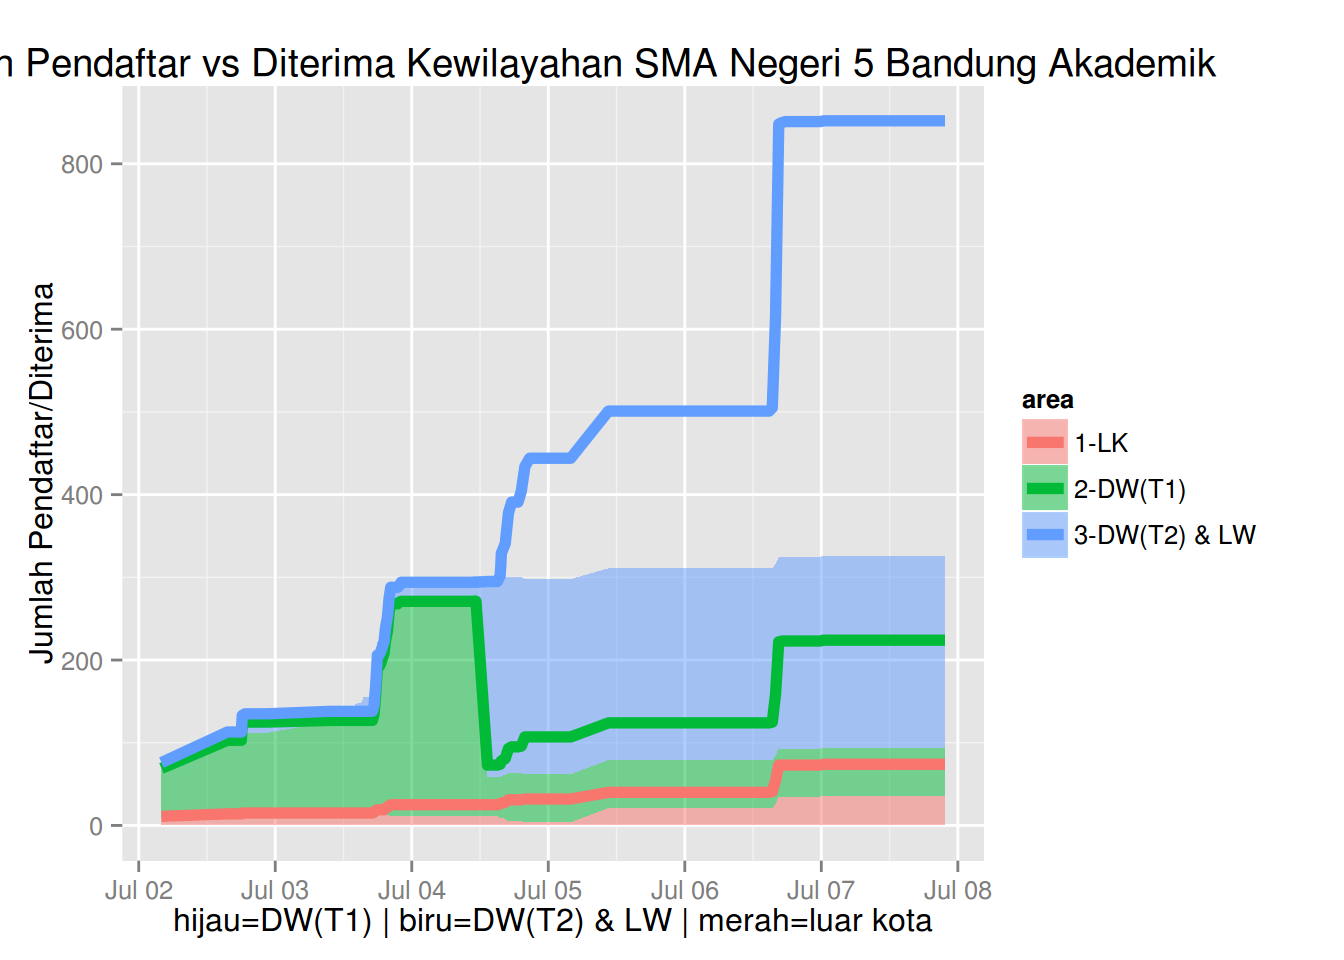 Pendaftar vs Diterima Kewilayahan SMA Negeri 5 Bandung Akademik
Jumlah Pendaftar/Diterima
800
600
400
200
0
Jul 02 Jul 03 Jul 04 Jul 05 Jul 06 Jul 07 Jul 08
hijau=DW(T1) | biru=DW(T2) & LW | merah=luar kota
area
1-LK
2-DW(T1)
3-DW(T2) & LW